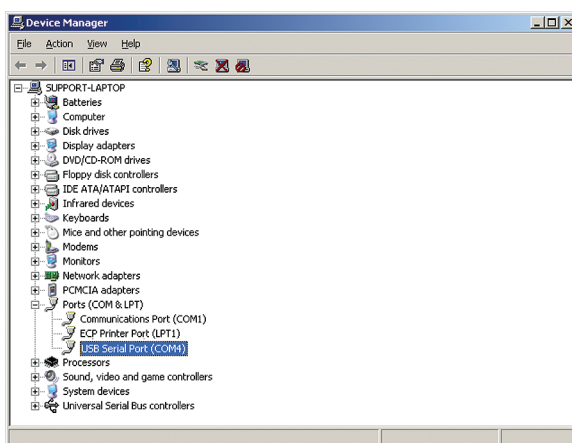 Device Manager
File Action View Help
SUPPORT-LAPTOP
Batteries
Computer
Disk drives
Display adapters
DVD/CD-ROM drives
Floppy disk controllers
IDE ATA/ATAPI controllers
Infrared devices
Keyboards
Mice and other pointing devices
Modems
Monitors
Network adapters
PCMCIA adapters
Ports (COM & LPT)
Communications Port (COM1)
ECP Printer Port (LPT1)
USB Serial Port (COM4)
Processors
Sound, video and game controllers
System devices
Universal Serial Bus controllers